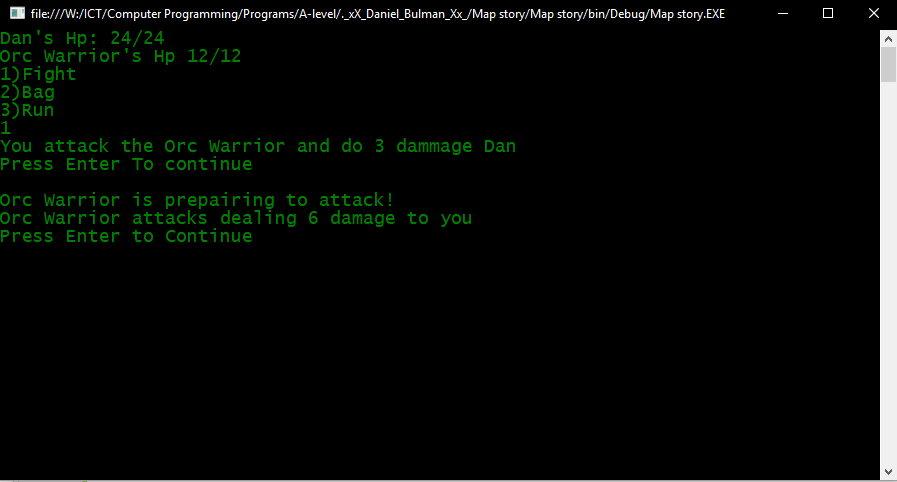 file:///W:/ICT/Computer Programming/Programs/A-level/._xX_Daniel_Bulman_Xx_/Map story/Map story/bin/Debug/Map story.EXE
Dan's Hp: 24/24
Orc Warrior's Hp 12/12
1)Fight
2)Bag
3)Run
1
You attack the Orc Warrior and do 3 dammage Dan
Press Enter To continue
Orc Warrior is prepairing to attack!
Orc Warrior attacks dealing 6 damage to you
Press Enter to Continue